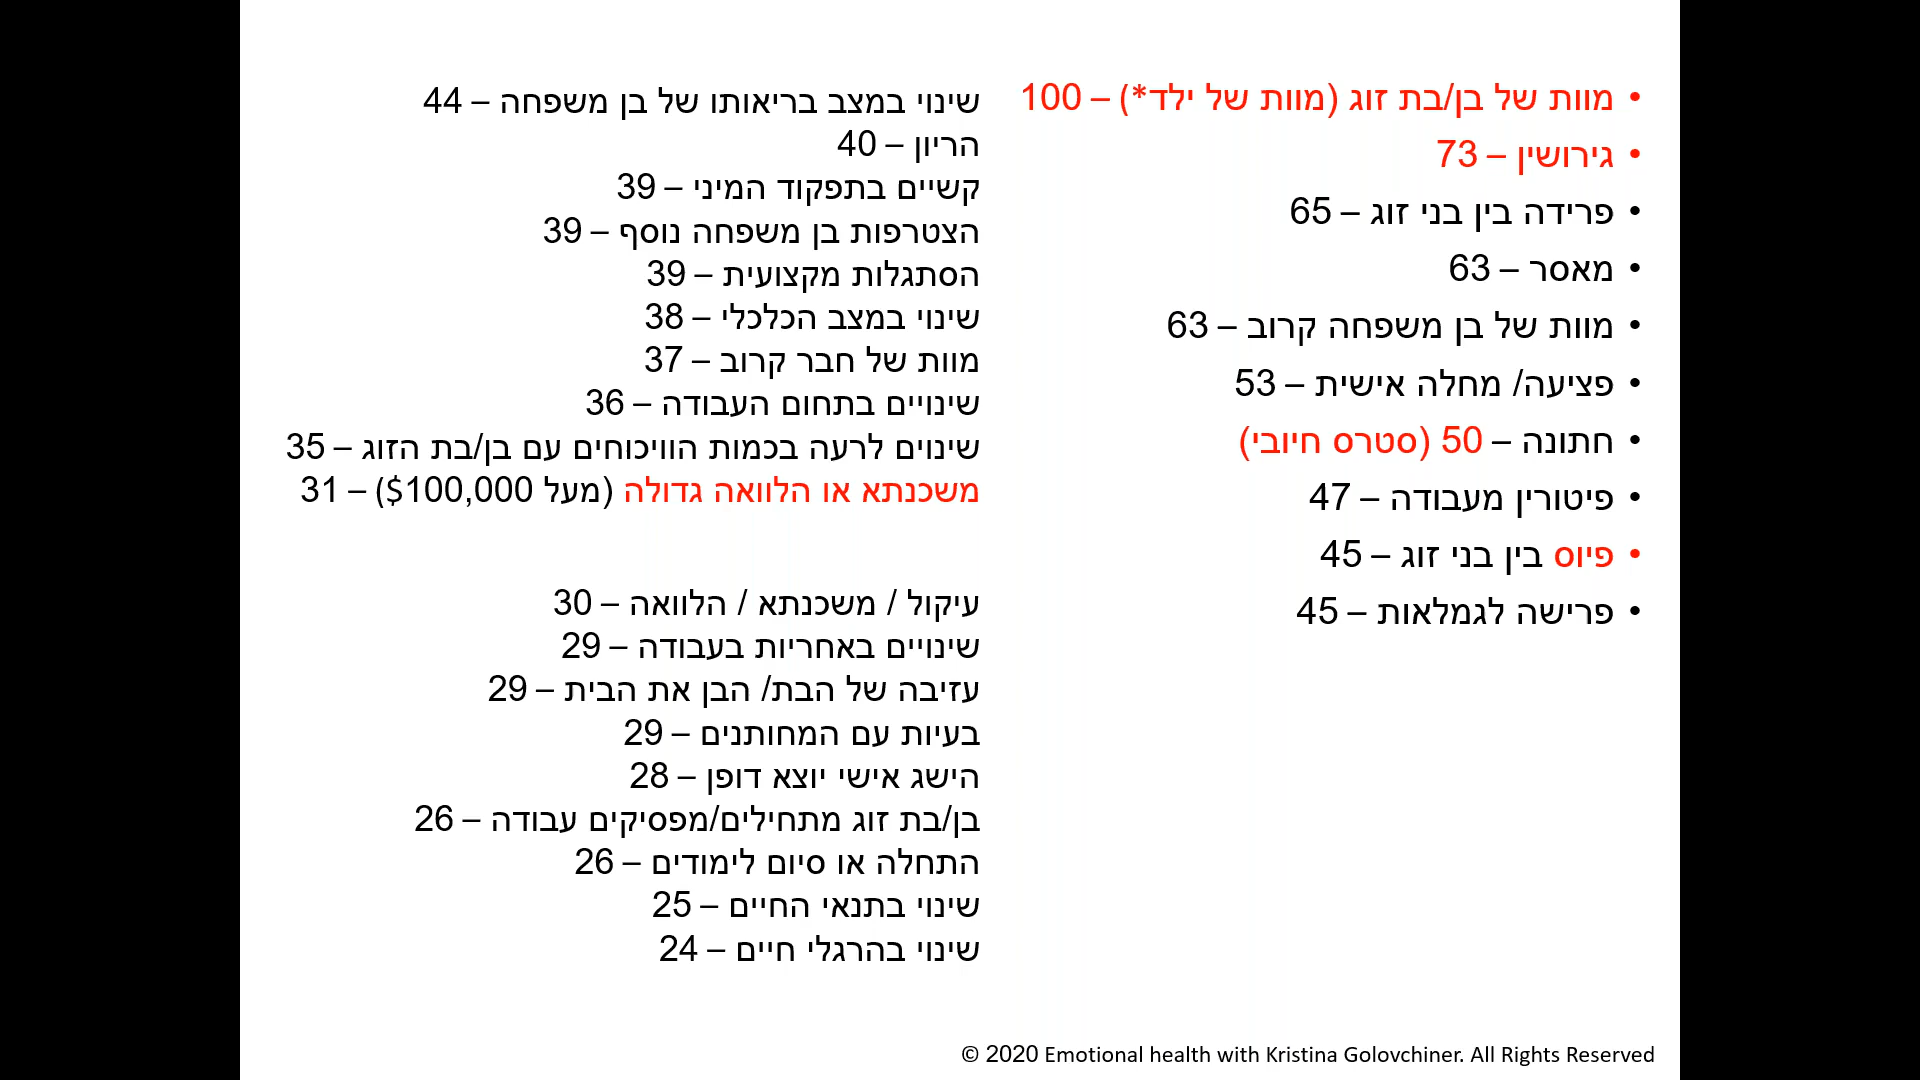 • מוות של בן/בת זוג (מוות של ילד*) – 100
• גירושין – 73
• פרידה בין בני זוג – 65
• מאסר – 63
• מוות של בן משפחה קרוב – 63
• פציעה/ מחלה אישית – 53
• חתונה – 50 (סטרס חיובי)
• פיטורין מעבודה – 47
• פיוס בין בני זוג – 45
• פרישה לגמלאות – 45
שינוי במצב בריאותו של בן משפחה – 44
הריון – 40
קשיים בתפקוד המיני – 39
הצטרפות בן משפחה נוסף – 39
הסתגלות מקצועית – 39
שינוי במצב הכלכלי – 38
מוות של חבר קרוב – 37
שינויים בתחום העבודה – 36
שינוים לרעה בכמות הוויכוחים עם בן/בת הזוג – 35
משכנתא או הלוואה גדולה (מעל 100,000$) – 31
עיקול / משכנתא / הלוואה – 30
שינויים באחריות בעבודה – 29
עזיבה של הבת/ הבן את הבית – 29
בעיות עם המחותנים – 29
הישג אישי יוצא דופן – 28
בן/בת זוג מתחילים/מפסיקים עבודה – 26
התחלה או סיום לימודים – 26
שינוי בתנאי החיים – 25
שינוי בהרגלי חיים – 24
© 2020 Emotional health with Kristina Golovchiner. All Rights Reserved